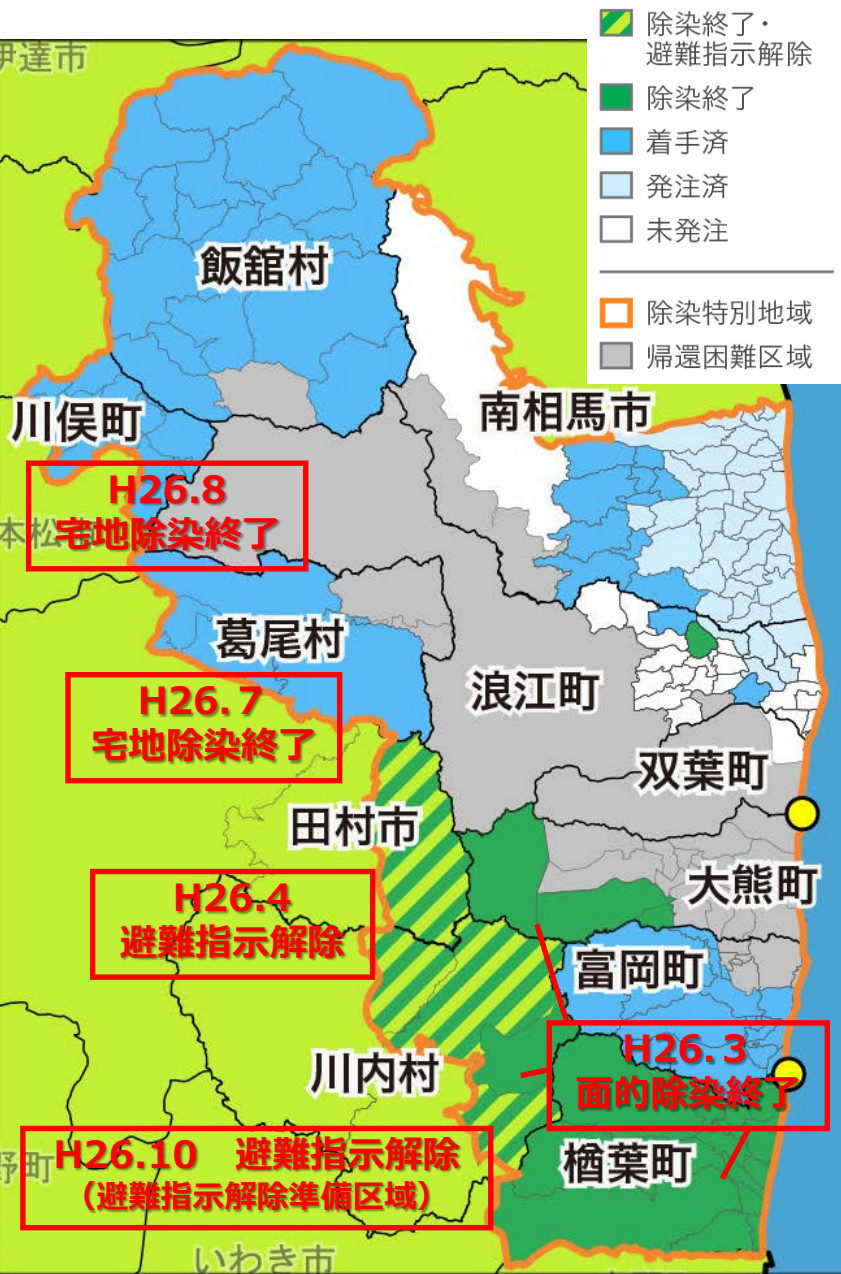 除染終了・
避難指示解除
除染終了
着手済
発注済
未発注
除染特別地域
帰還困難区域
伊達市
飯舘村
南相馬市
川俣町
H26.8
宅地除染終了
本松
葛尾村
浪江町
H26.7
宅地除染終了
双葉町
田村市
大熊町
H26.4
避難指示解除
富岡町
H26.3
面的除染終了
川内村
H26.10 避難指示解除
（避難指示解除準備区域）
楢葉町
野町
いわき市